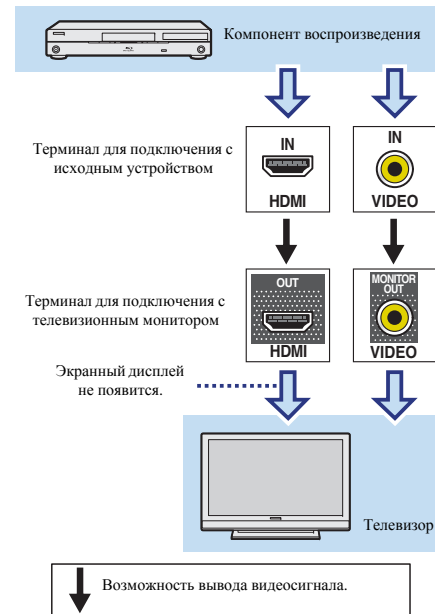 Компонент воспроизведения
Терминал для подключения с
исходным устройством
IN
HDMI
IN
VIDEO
Терминал для подключения с
телевизионным монитором
OUT
HDMI
MONITOR
OUT
VIDEO
Экранный дисплей
не появится.
Телевизор
Возможность вывода видеосигнала.